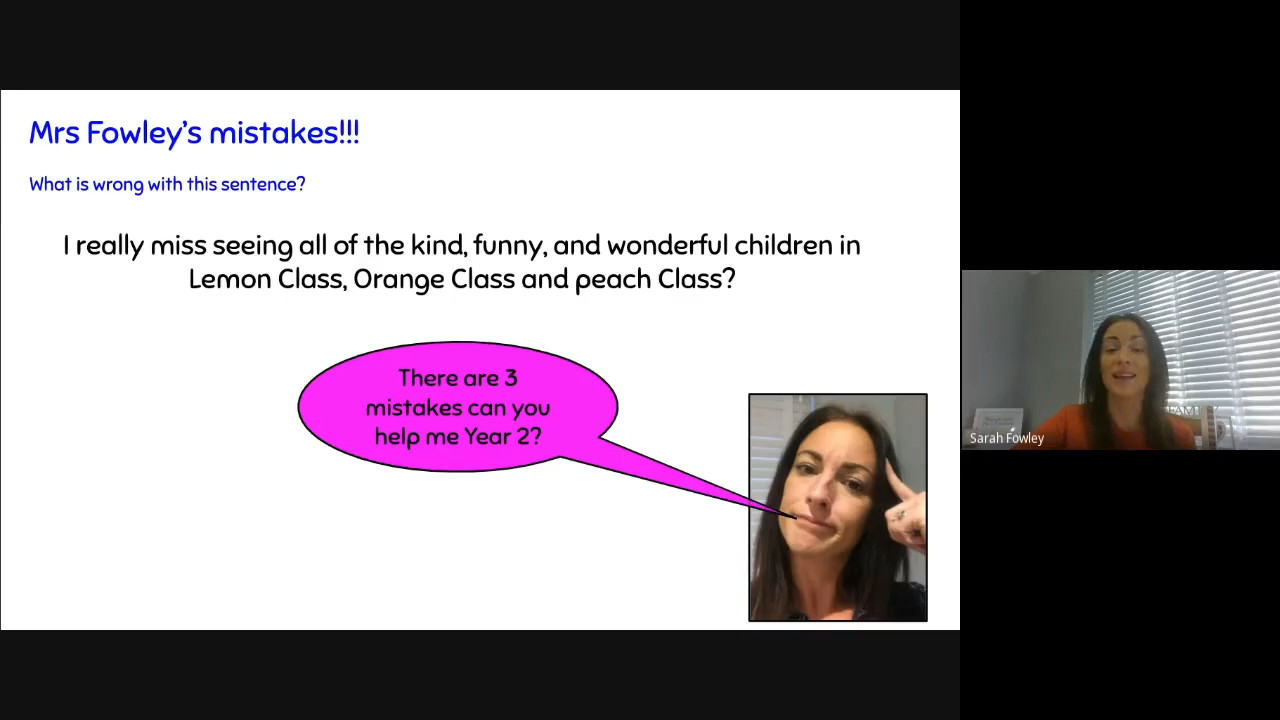 Mrs Fowley's mistakes!!!
What is wrong with this sentence?
I really miss seeing all of the kind, funny, and wonderful children in
Lemon Class, Orange Class and peach Class?
There are 3
mistakes can you
help me Year 2?
Sarah Fowley